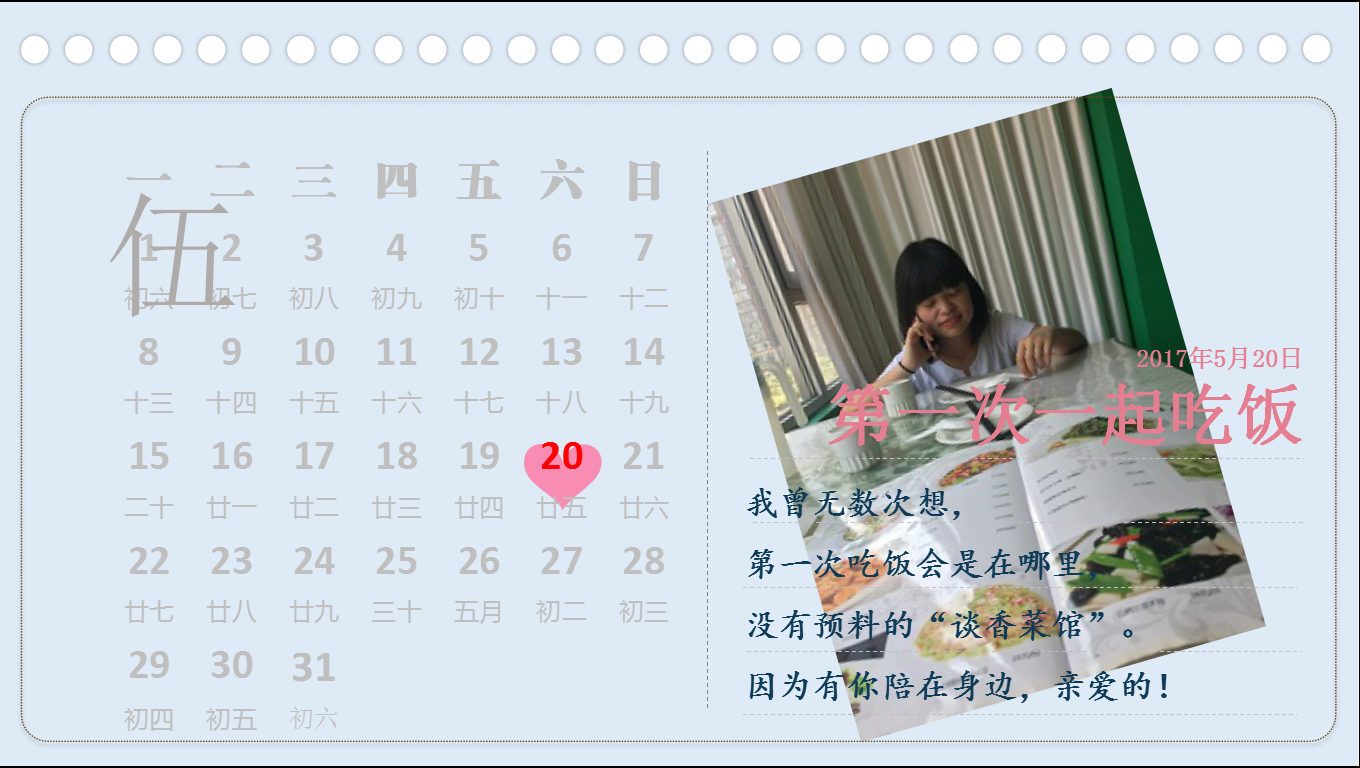 一 二 三 四 五 六 日
伍
1 2 3 4 5 6 7
初六 初七 初八 初九 初十 十一 十二
8 9 10 11 12 13 14
十三 十四 十五 十六 十七 十八 十九
15 16 17 18 19 20 21
二十 廿一 廿二 廿三 廿四 廿五 廿六
22 23 24 25 26 27 28
廿七 廿八 廿九 三十 五月 初二 初三
29 30 31
初四 初五 初六
2017年5月20日
第一次一起吃饭
我曾无数次想，
第一次吃饭会是在哪里，
没有预料的“谈香菜馆”。
因为有你陪在身边，亲爱的！